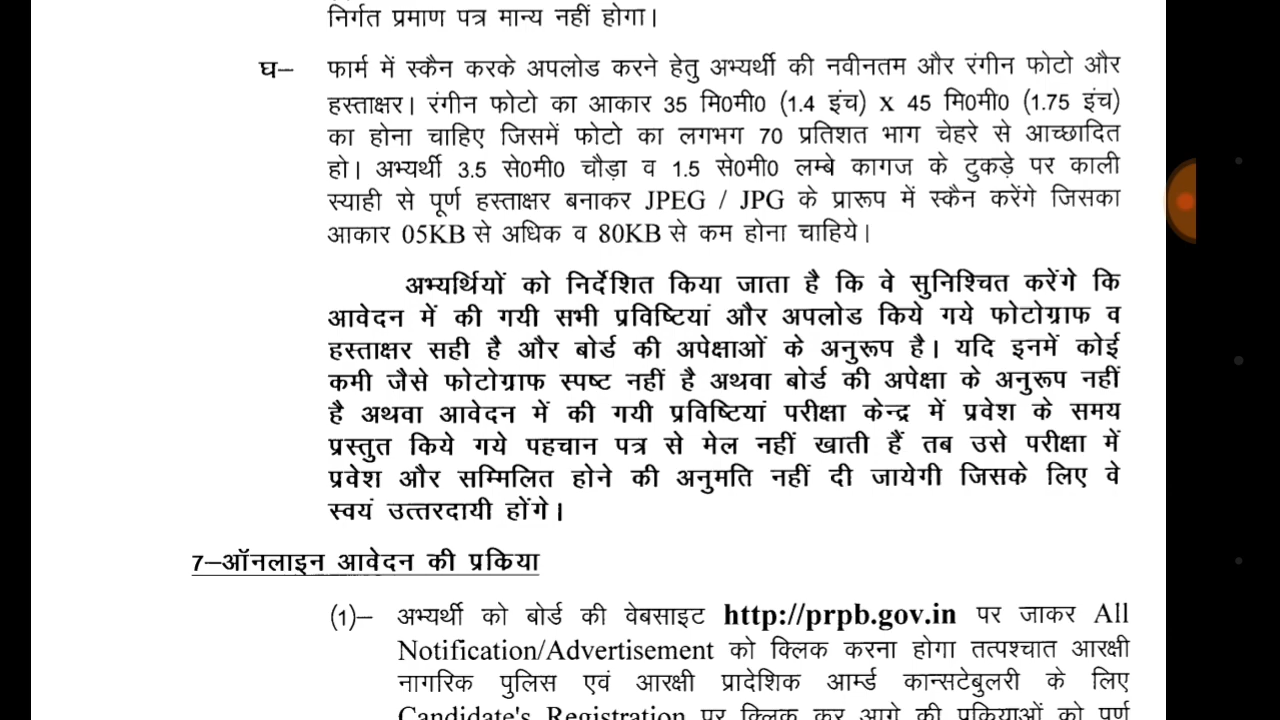 निर्गत प्रमाण पत्र मान्य नहीं होगा।
घ– फार्म में स्कैन करके अपलोड करने हेतु अभ्यर्थी की नवीनतम और रंगीन फोटो और
हस्ताक्षर। रंगीन फोटो का आकार 35 मि0मी0 (1.4 इंच) X 45 मि0मी0 (1.75 इंच)
का होना चाहिए जिसमें फोटो का लगभग 70 प्रतिशत भाग चेहरे से आच्छादित
हो। अभ्यर्थी 3.5 से0मी0 चौड़ा व 1.5 से0मी0 लम्बे कागज के टुकड़े पर काली
स्याही से पूर्ण हस्ताक्षर बनाकर JPEG / JPG के प्रारूप में स्कैन करेंगे जिसका
आकार 05KB से अधिक व 80KB से कम होना चाहिये।
अभ्यर्थियों को निर्देशित किया जाता है कि वे सुनिश्चित करेंगे कि
आवेदन में की गयी सभी प्रविष्टियां और अपलोड किये गये फोटोग्राफ व
हस्ताक्षर सही है और बोर्ड की अपेक्षाओं के अनुरूप है। यदि इनमें कोई
कमी जैसे फोटोग्राफ स्पष्ट नहीं है अथवा बोर्ड की अपेक्षा के अनुरूप नहीं
है अथवा आवेदन में की गयी प्रविष्टियां परीक्षा केन्द्र में प्रवेश के समय
प्रस्तुत किये गये पहचान पत्र से मेल नहीं खाती हैं तब उसे परीक्षा में
प्रवेश और सम्मिलित होने की अनुमति नहीं दी जायेगी जिसके लिए वे
स्वयं उत्तरदायी होंगे।
7–ऑनलाइन आवेदन की प्रकिया
(1)– अभ्यर्थी को बोर्ड की वेबसाइट http://prpb.gov.in पर जाकर All
Notification/Advertisement को क्लिक करना होगा तत्पश्चात आरक्षी
नागरिक पुलिस एवं आरक्षी प्रादेशिक आर्म्ड कान्सटेबुलरी के लिए
Candidate's Registration पर क्लिक कर आगे की प्रकियाओं को पूर्ण